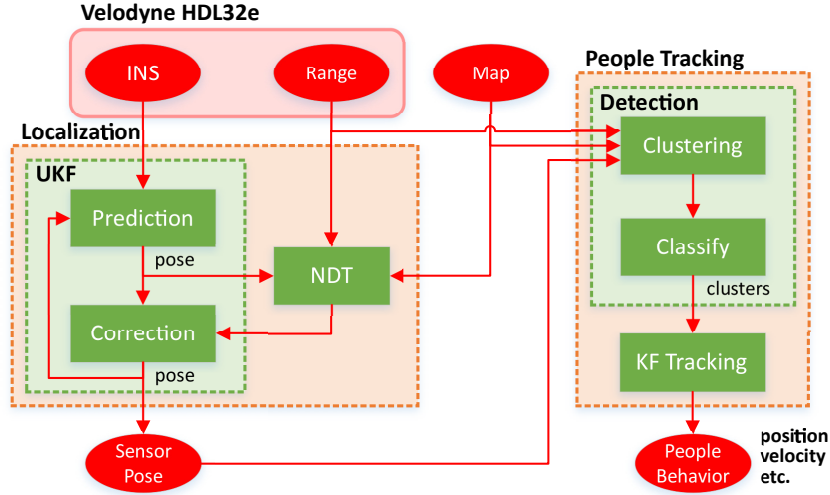 Velodyne HDL32e
INS
Range
Map
People Tracking
Detection
Localization
Clustering
UKF
Prediction
Classify
pose
NDT
clusters
Correction
KF Tracking
pose
Sensor
Pose
People
Behavior
position
velocity
etc.